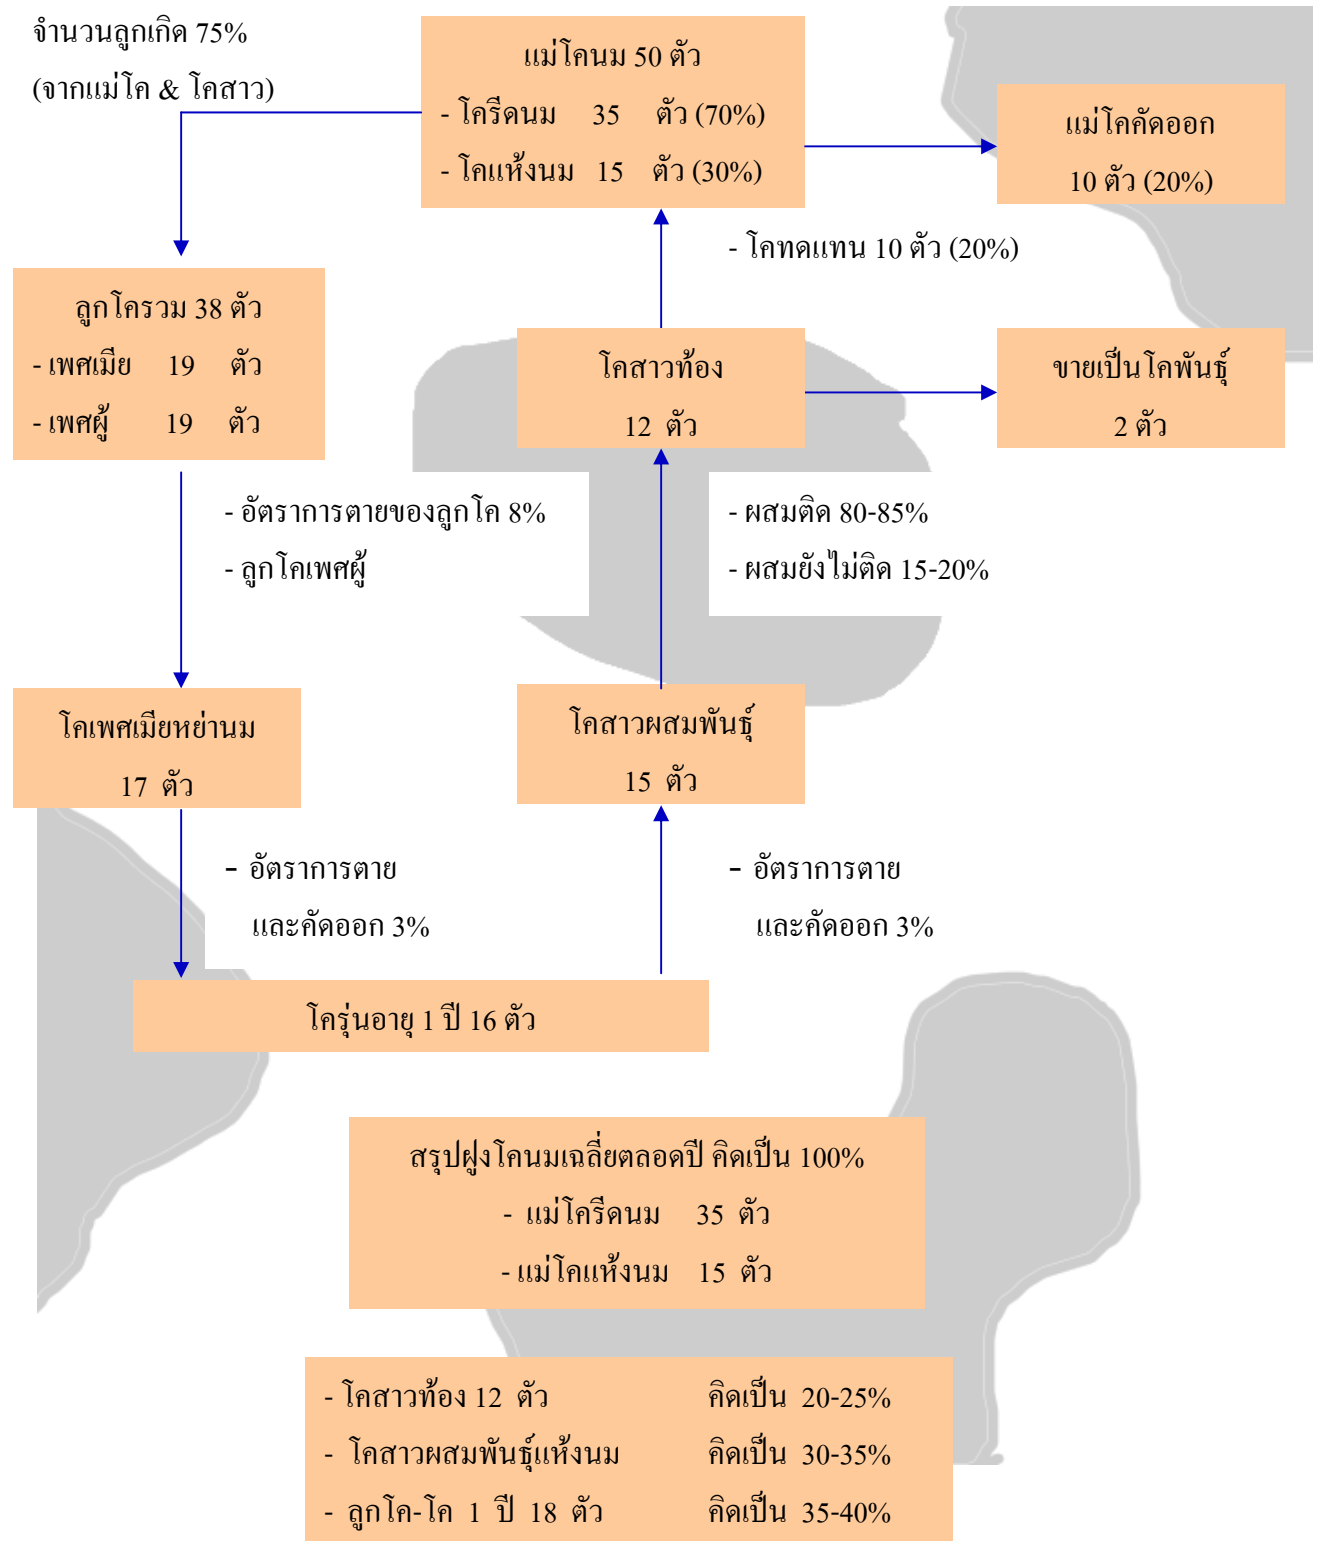 จำนวนลูกเกิด 75%
(จากแม่โค & โคสาว)
แม่โคนม 50 ตัว
- โครีดนม 35 ตัว (70%)
- โคแห้งนม 15 ตัว (30%)
แม่โคคัดออก
10 ตัว (20%)
- โคทดแทน 10 ตัว (20%)
ลูกโครวม 38 ตัว
- เพศเมีย 19 ตัว
- เพศผู้ 19 ตัว
โคสาวท้อง
12 ตัว
ขายเป็นโคพันธุ์
2 ตัว
- อัตราการตายของลูกโค 8%
- ลูกโคเพศผู้
- ผสมติด 80-85%
- ผสมยังไม่ติด 15-20%
โคเพศเมียหย่านม
17 ตัว
โคสาวผสมพันธุ์
15 ตัว
- อัตราการตาย
และคัดออก 3%
- อัตราการตาย
และคัดออก 3%
โครุ่นอายุ 1 ปี 16 ตัว
สรุปฝูงโคนมเฉลี่ยตลอดปี คิดเป็น 100%
- แม่โครีดนม 35 ตัว
- แม่โคแห้งนม 15 ตัว
- โคสาวท้อง 12 ตัว คิดเป็น 20-25%
- โคสาวผสมพันธุ์แห้งนม คิดเป็น 30-35%
- ลูกโค-โค 1 ปี 18 ตัว คิดเป็น 35-40%